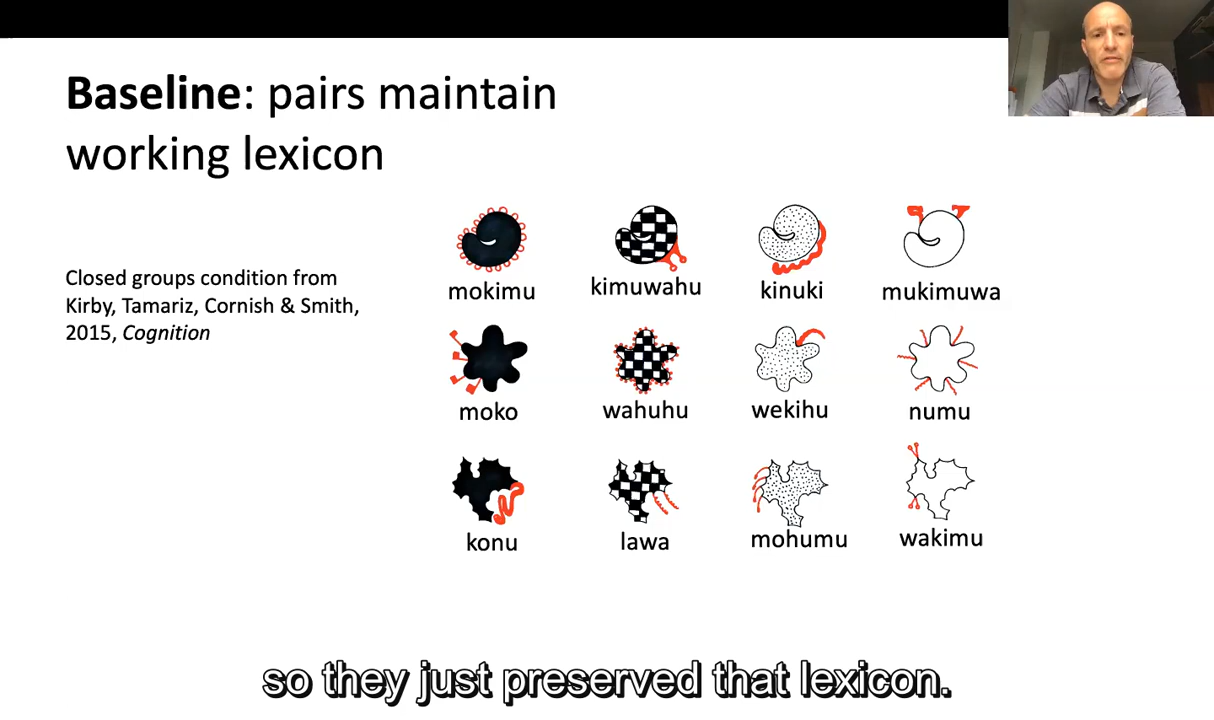 Baseline: pairs maintain
working lexicon
Closed groups condition from
Kirby, Tamariz, Cornish & Smith,
2015, Cognition
mokimu kimuwahu kinuki mukimuwa
moko wahuhu wekihu numu
konu lawa mohumu wakimu
so they just preserved that lexicon.